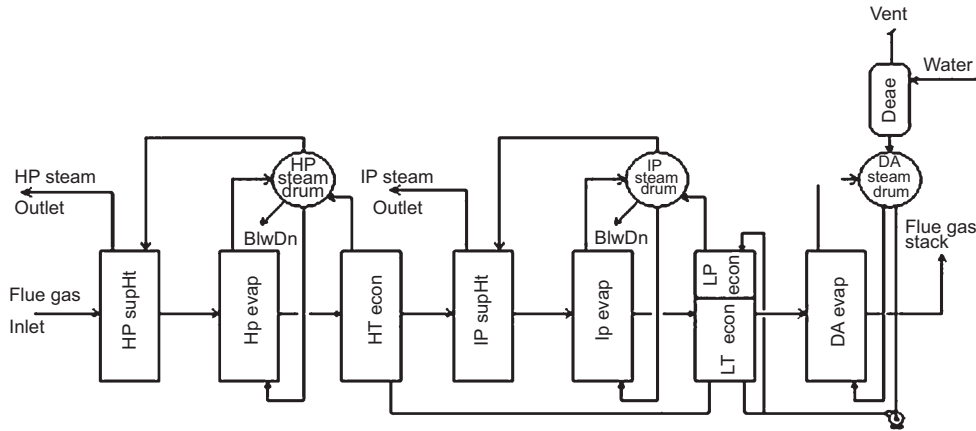 Vent
Water
Deae
HP
steam
drum
IP
steam
drum
DA
steam
drum
HP steam
Outlet
IP steam
Outlet
BlwDn
BlwDn
Flue gas
stack
Flue gas
Inlet
HP supHt
Hp evap
HT econ
IP supHt
Ip evap
LP
econ
LT econ
DA evap